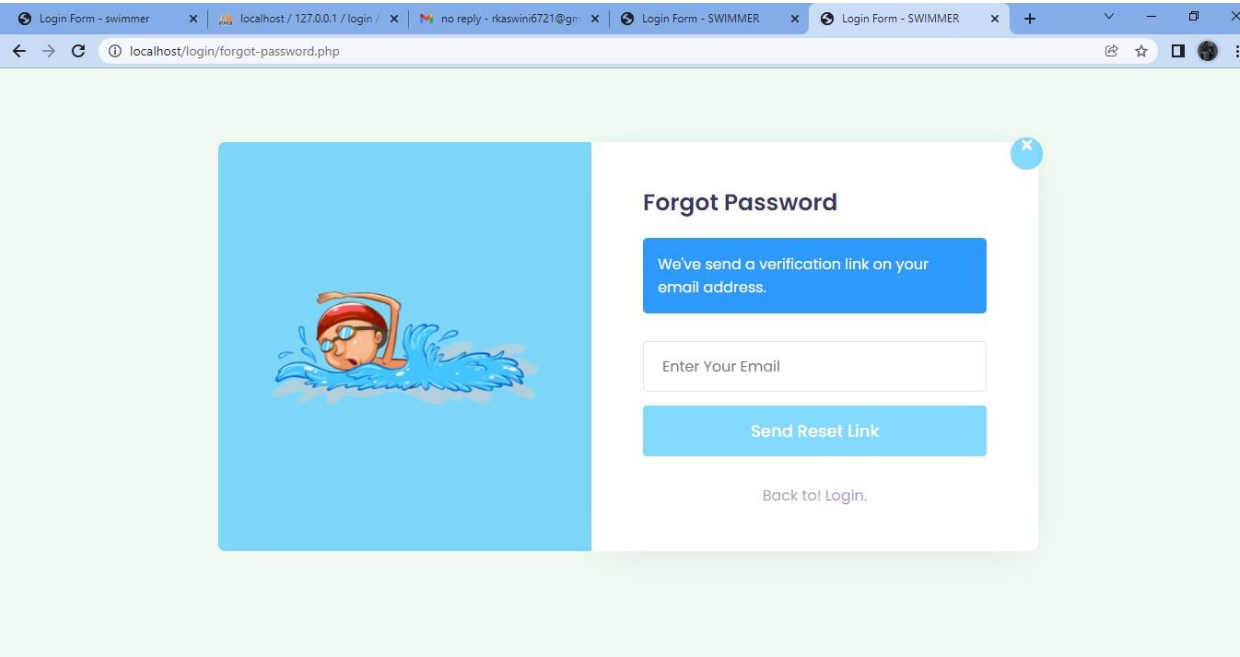 Login Form - swimmer
localhost / 127.0.0.1 / login /
no reply - rkaswini6721@gm
Login Form - SWIMMER
Login Form - SWIMMER
localhost/login/forgot-password.php
Forgot Password
We've send a verification link on your
email address.
Enter Your Email
Send Reset Link
Back to! Login.